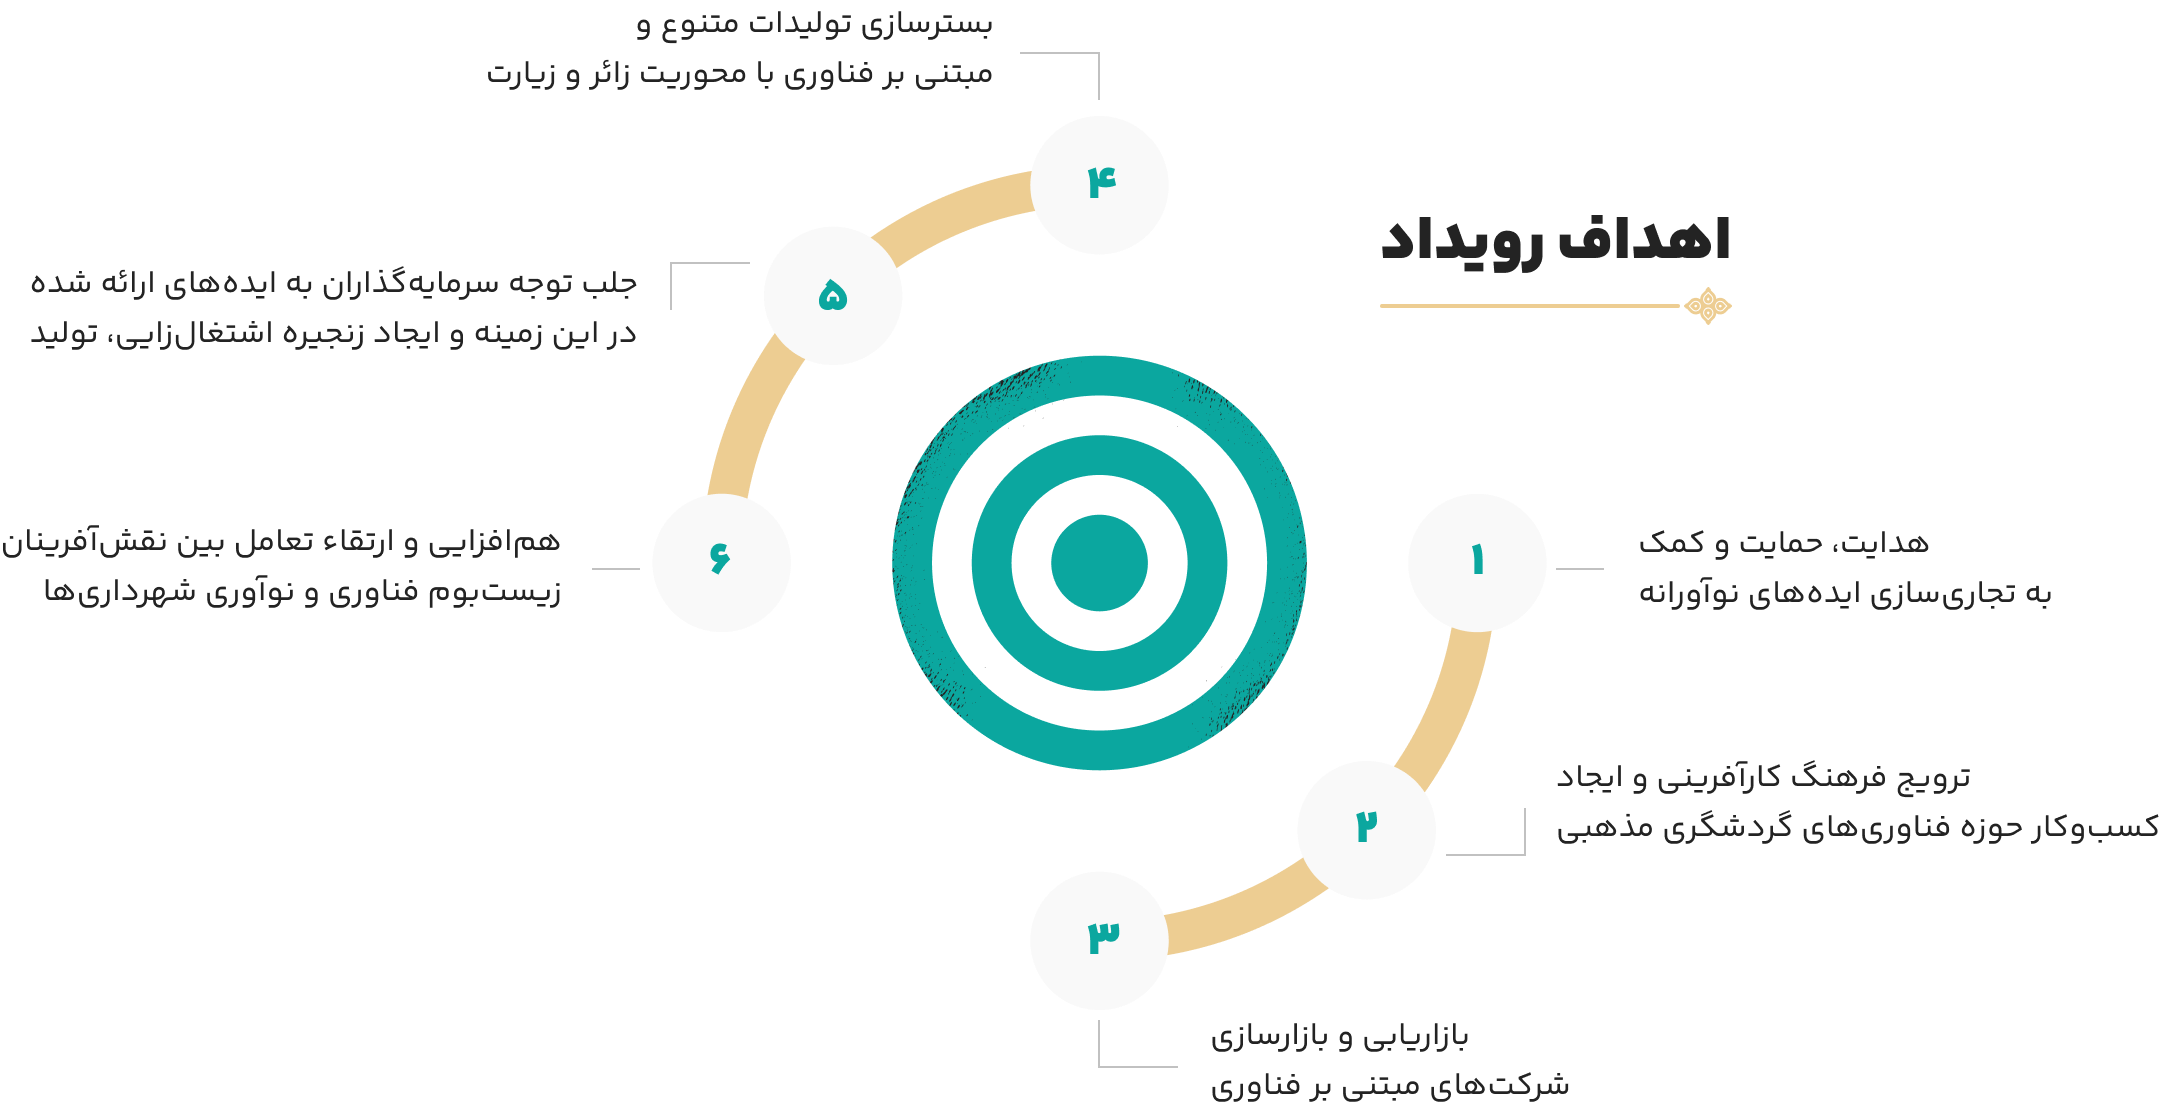 اهداف رویداد
۱
هدایت، حمایت و کمک
به تجاری‌سازی ایده‌های نوآورانه
۲
ترویج فرهنگ کارآفرینی و ایجاد
کسب‌وکار حوزه فناوری‌های گردشگری مذهبی
۳
بازاریابی و بازارسازی
شرکت‌های مبتنی بر فناوری
۴
بسترسازی تولیدات متنوع و
مبتنی بر فناوری با محوریت زائر و زیارت
۵
جلب توجه سرمایه‌گذاران به ایده‌های ارائه شده
در این زمینه و ایجاد زنجیره اشتغال‌زایی، تولید
۶
هم‌افزایی و ارتقاء تعامل بین نقش‌آفرینان
زیست‌بوم فناوری و نوآوری شهرداری‌ها